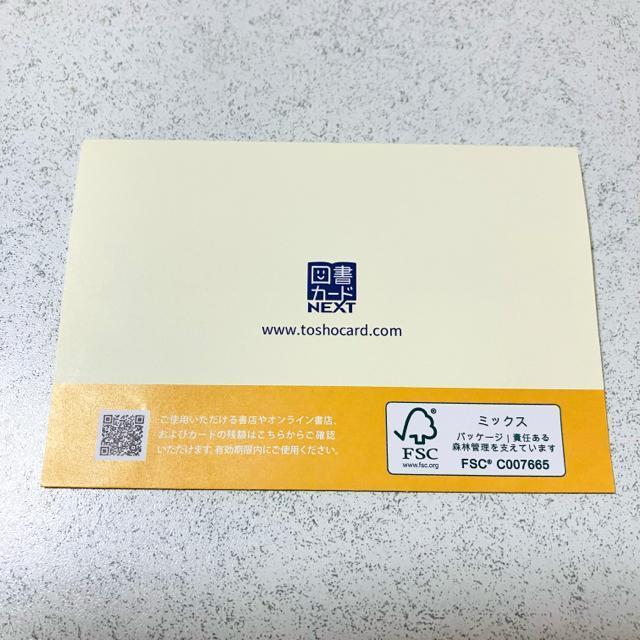 図書
カード
NEXT
www.toshocard.com
ご使用いただける書店やオンライン書店、
およびカードの残額はこちらからご確認
いただけます。有効期限内にご使用ください。
FSC
www.fsc.org
ミックス
パッケージ | 責任ある
森林管理を支えています
FSC® C007665